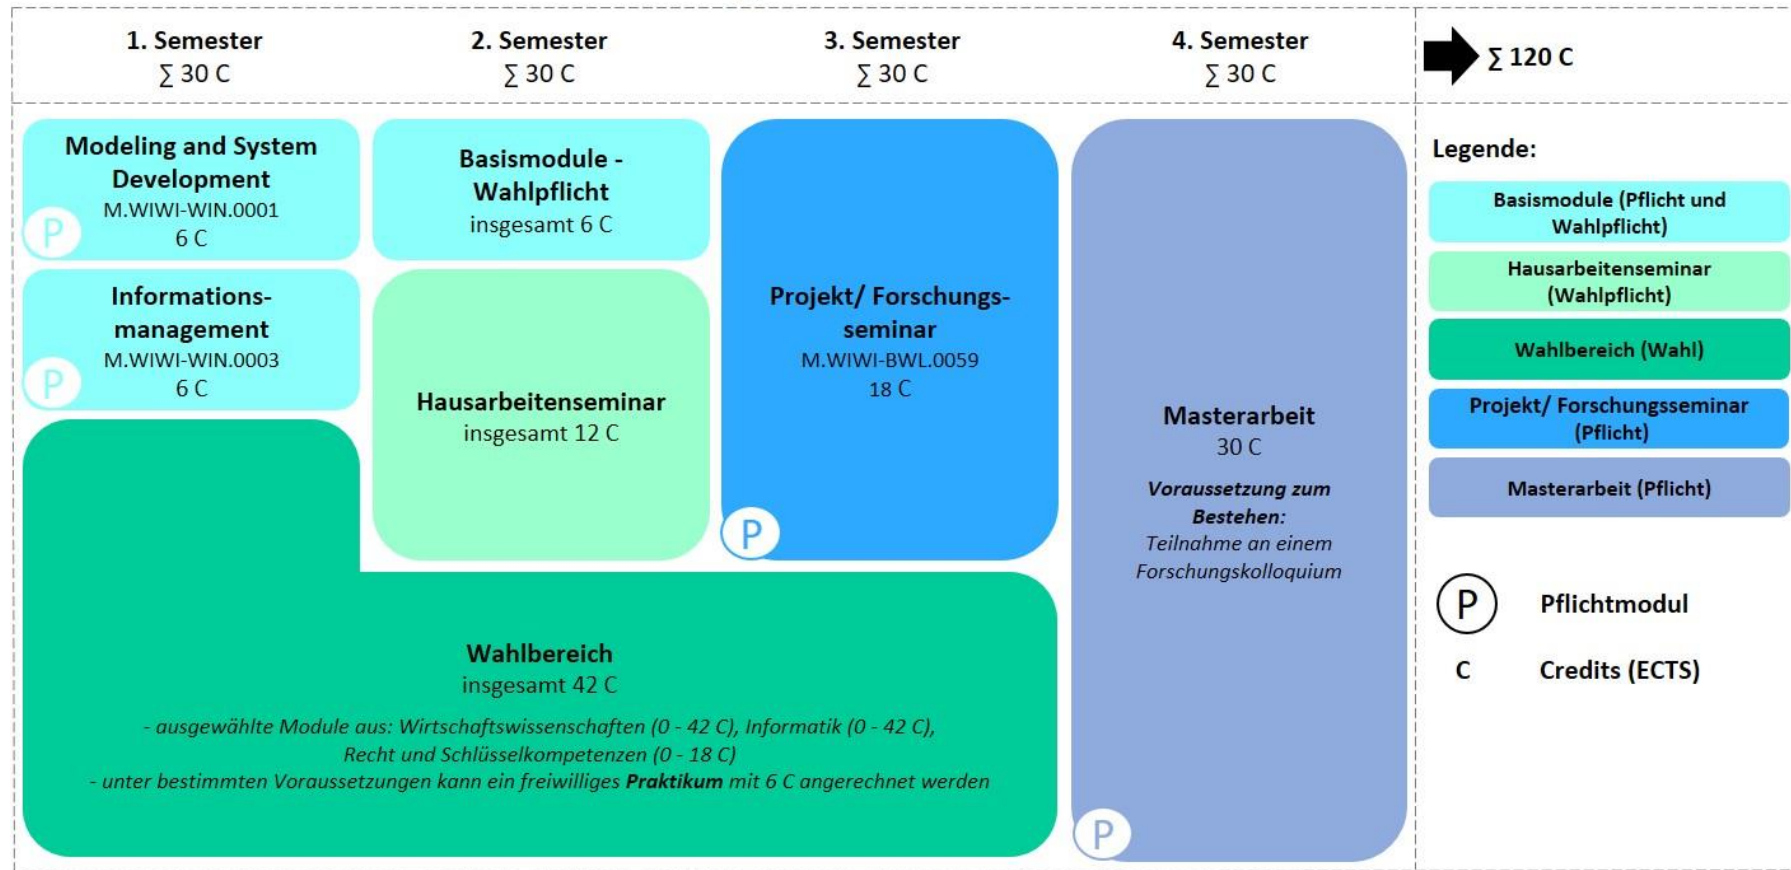 1. Semester
∑ 30 C
2. Semester
∑ 30 C
3. Semester
∑ 30 C
4. Semester
∑ 30 C
∑ 120 C
Modeling and System
Development
M.WIWI-WIN.0001
6 C
P
Informations-
management
M.WIWI-WIN.0003
6 C
P
Basismodule -
Wahlpflicht
insgesamt 6 C
Hausarbeitenseminar
insgesamt 12 C
Projekt/ Forschungs-
seminar
M.WIWI-BWL.0059
18 C
P
Masterarbeit
30 C
Voraussetzung zum
Bestehen:
Teilnahme an einem
Forschungskolloquium
P
Wahlbereich
insgesamt 42 C
- ausgewählte Module aus: Wirtschaftswissenschaften (0 - 42 C), Informatik (0 - 42 C),
Recht und Schlüsselkompetenzen (0 - 18 C)
- unter bestimmten Voraussetzungen kann ein freiwilliges Praktikum mit 6 C angerechnet werden
Legende:
Basismodule (Pflicht und
Wahlpflicht)
Hausarbeitenseminar
(Wahlpflicht)
Wahlbereich (Wahl)
Projekt/ Forschungsseminar
(Pflicht)
Masterarbeit (Pflicht)
P Pflichtmodul
C Credits (ECTS)